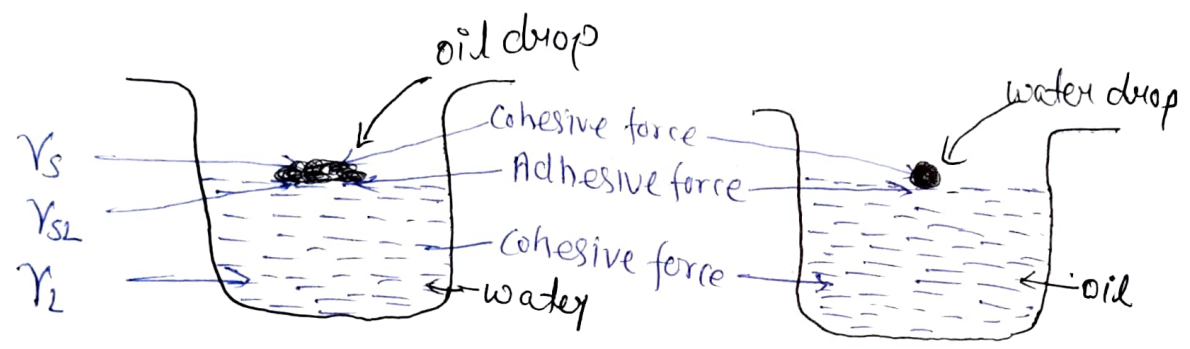 oil drop
water drop
Cohesive force
γs
Adhesive force
γSL
Cohesive force
γL
water
oil